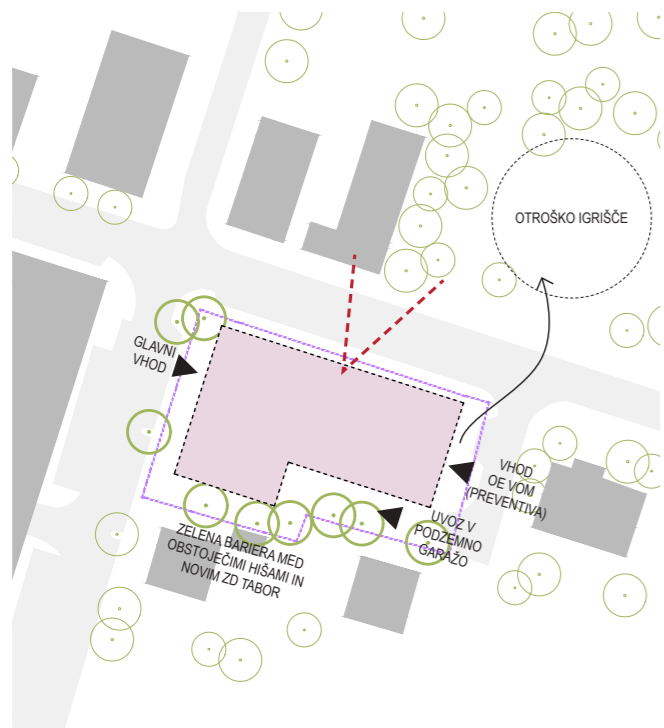 OTROŠKO IGRIŠČE
GLAVNI
VHOD
VHOD
OE VOM
(PREVENTIVA)
UVOZ V
PODZEMNO
GARAŽO
ZELENA BARIERA MED
OBSTOJEČIMI HIŠAMI IN
NOVIM ZD TABOR